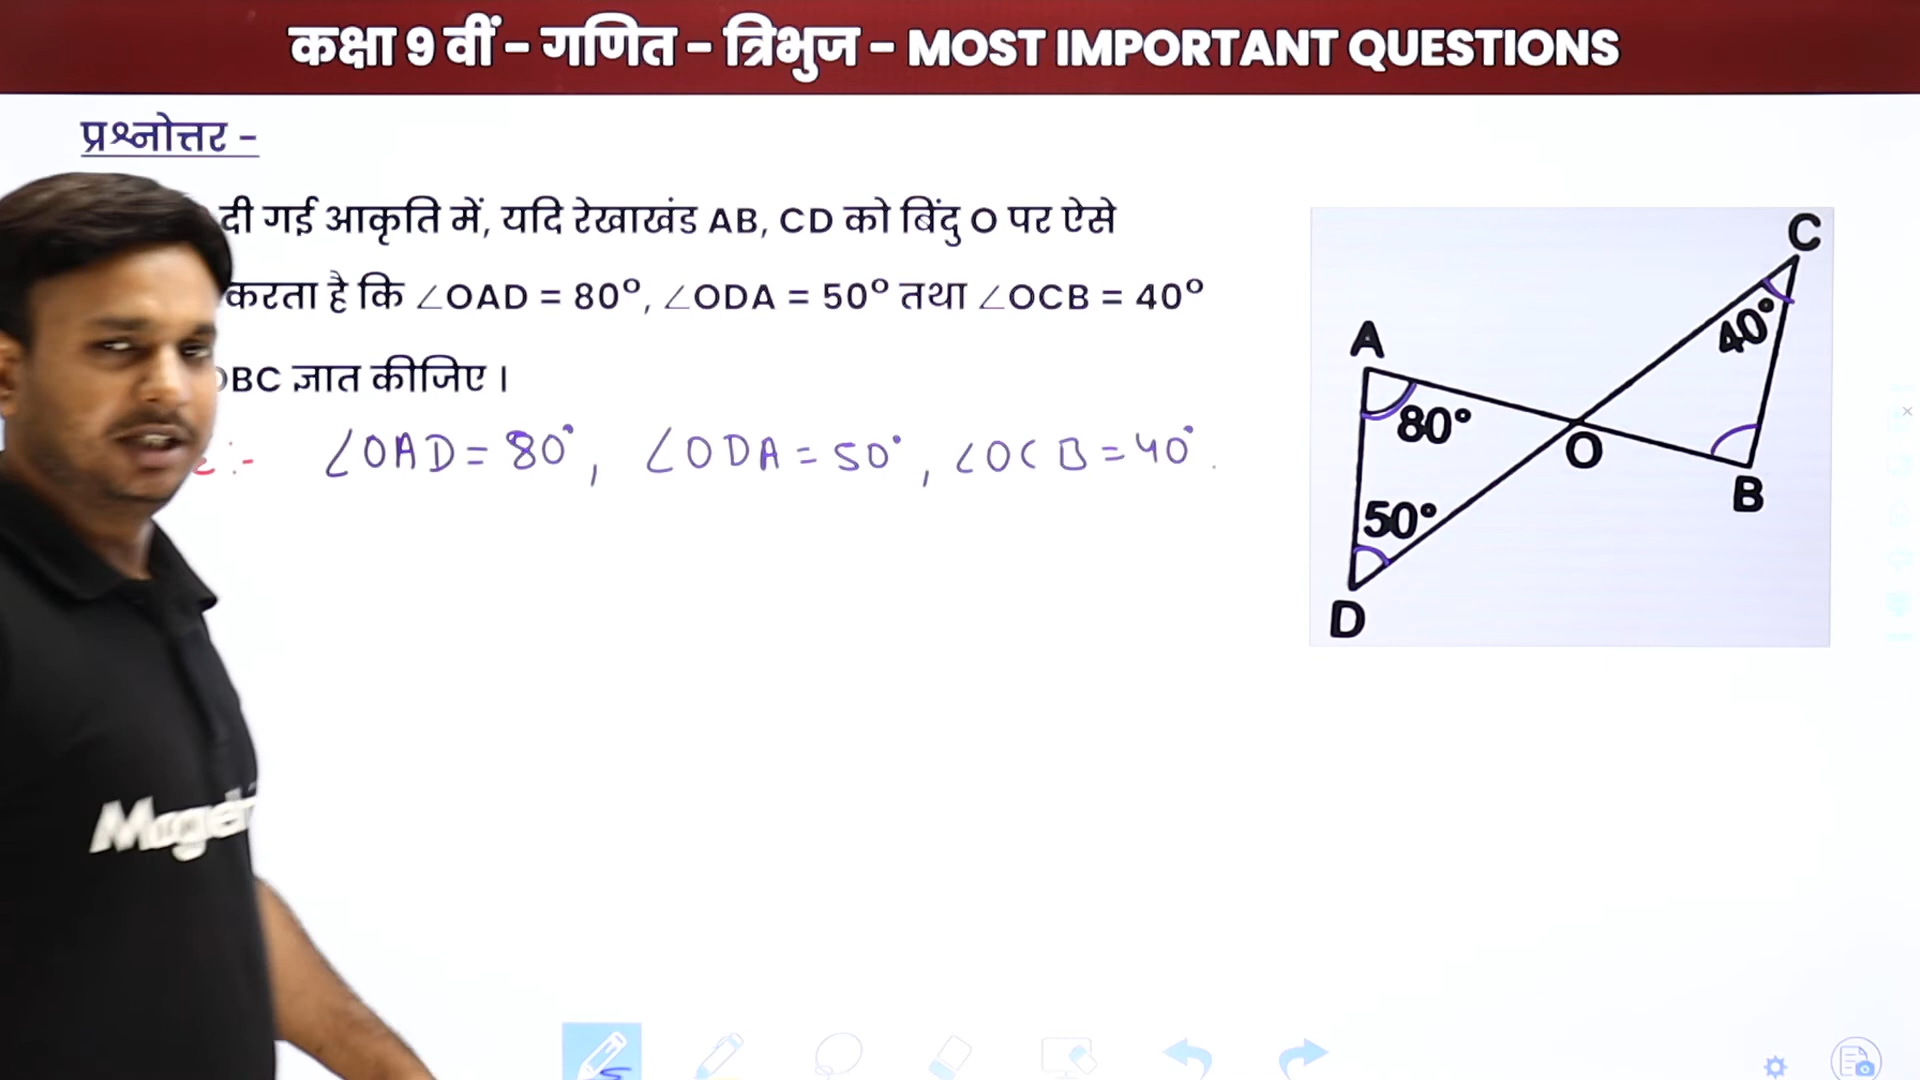 कक्षा 9 वीं - गणित - त्रिभुज - MOST IMPORTANT QUESTIONS
प्रश्नोत्तर -
दी गई आकृति में, यदि रेखाखंड AB, CD को बिंदु O पर ऐसे
करता है कि ∠OAD = 80°, ∠ODA = 50° तथा ∠OCB = 40°
BC ज्ञात कीजिए ।
:- ∠OAD = 80°, ∠ODA = 50°, ∠OCB = 40°.
C
40°
A
80°
O
B
50°
D